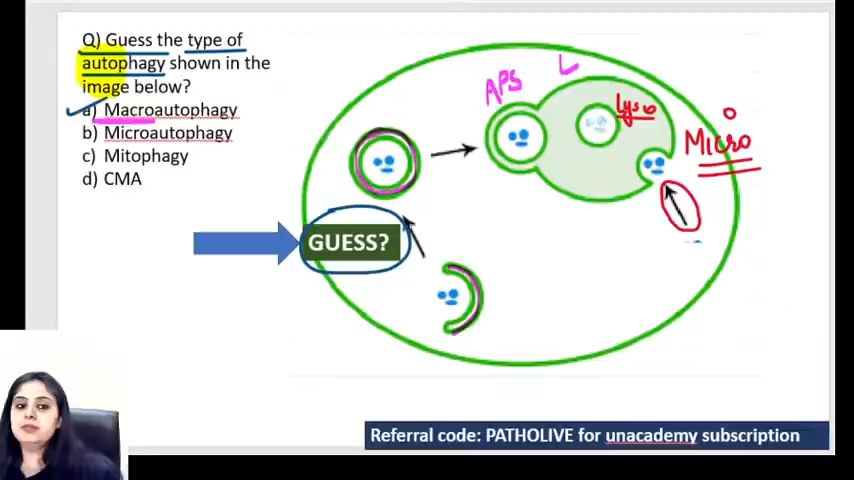 Q) Guess the type of
autophagy shown in the
image below?
a) Macroautophagy
b) Microautophagy
c) Mitophagy
d) CMA
APS
L
Lyso
Micro
GUESS?
Referral code: PATHOLIVE for unacademy subscription